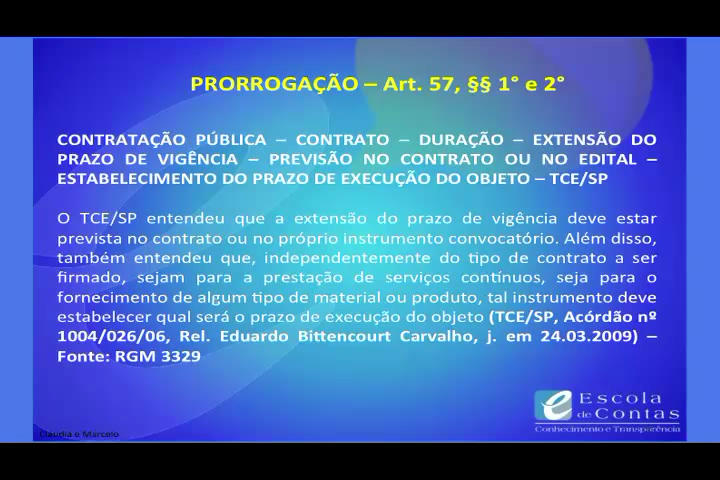 PRORROGAÇÃO – Art. 57, §§ 1° e 2°
CONTRATAÇÃO PÚBLICA – CONTRATO – DURAÇÃO – EXTENSÃO DO
PRAZO DE VIGÊNCIA – PREVISÃO NO CONTRATO OU NO EDITAL –
ESTABELECIMENTO DO PRAZO DE EXECUÇÃO DO OBJETO – TCE/SP
O TCE/SP entendeu que a extensão do prazo de vigência deve estar
prevista no contrato ou no próprio instrumento convocatório. Além disso,
também entendeu que, independentemente do tipo de contrato a ser
firmado, sejam para a prestação de serviços contínuos, seja para o
fornecimento de algum tipo de material ou produto, tal instrumento deve
estabelecer qual será o prazo de execução do objeto (TCE/SP, Acórdão nº
1004/026/06, Rel. Eduardo Bittencourt Carvalho, j. em 24.03.2009) –
Fonte: RGM 3329
Escola
de Contas
Conhecimento e Transparência
Claudia e Marcelo